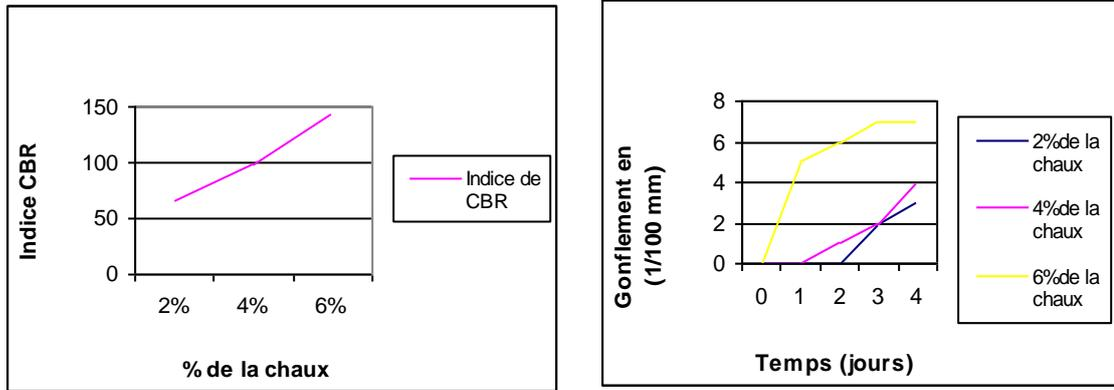 Indice CBR
150
100
50
0
2%
4%
6%
% de la chaux
Indice de
CBR
Gonflement en
(1/100 mm)
8
6
4
2
0
0
1
2
3
4
Temps (jours)
2%de la
chaux
4%de la
chaux
6%de la
chaux